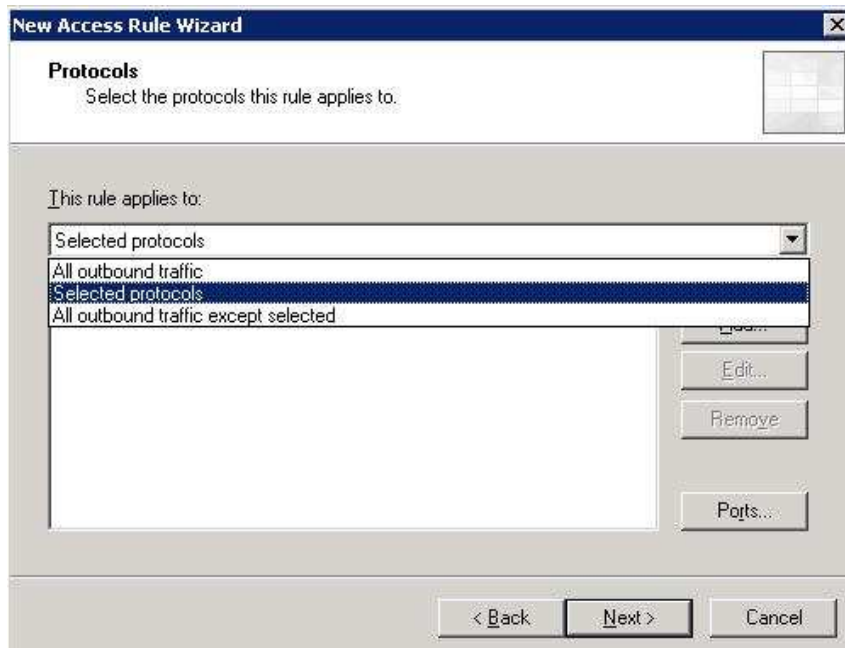 New Access Rule Wizard
Protocols
Select the protocols this rule applies to.
This rule applies to:
Selected protocols
All outbound traffic
Selected protocols
All outbound traffic except selected
Edit...
Remove
Ports...
< Back
Next >
Cancel